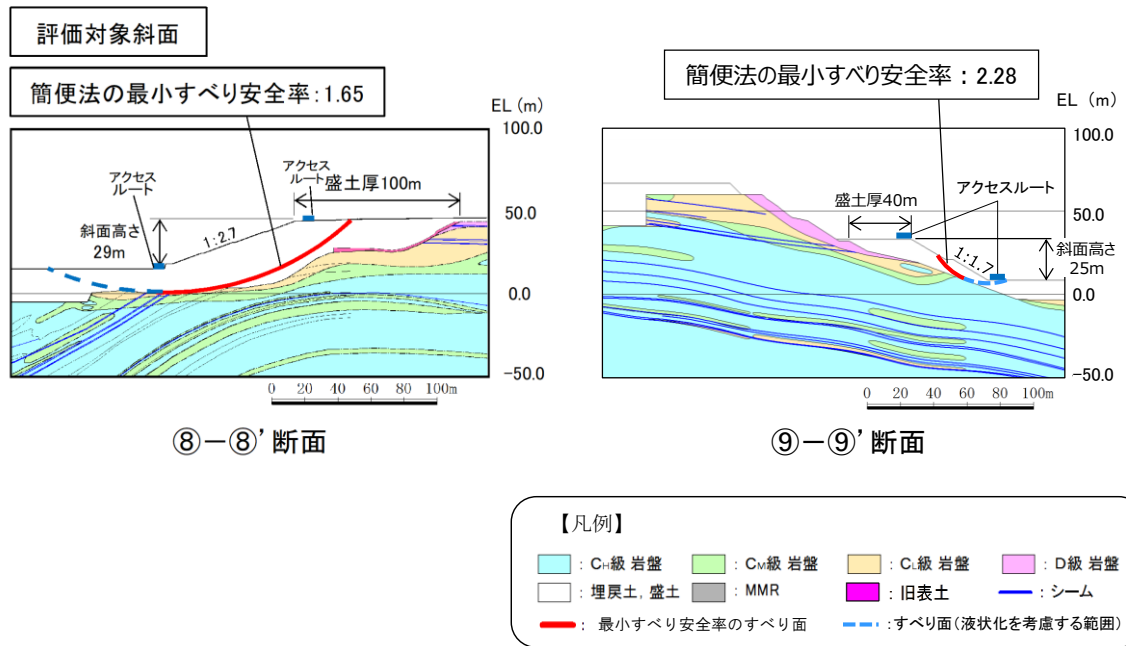 評価対象斜面
簡便法の最小すべり安全率:1.65
EL (m)
100.0
アクセス
ルート
アクセス
ルート
盛土厚100m
50.0
斜面高さ
29m
1:2.7
0.0
-50.0
0 20 40 60 80 100m
⑧-⑧'断面
簡便法の最小すべり安全率:2.28
EL (m)
100.0
盛土厚40m
アクセスルート
50.0
1:1.7
斜面高さ
25m
0.0
-50.0
0 20 40 60 80 100m
⑨-⑨'断面
【凡例】
: CH級 岩盤 : CM級 岩盤 : CL級 岩盤 : D級 岩盤
: 埋戻土, 盛土 : MMR : 旧表土 : シーム
: 最小すべり安全率のすべり面 : すべり面(液状化を考慮する範囲)